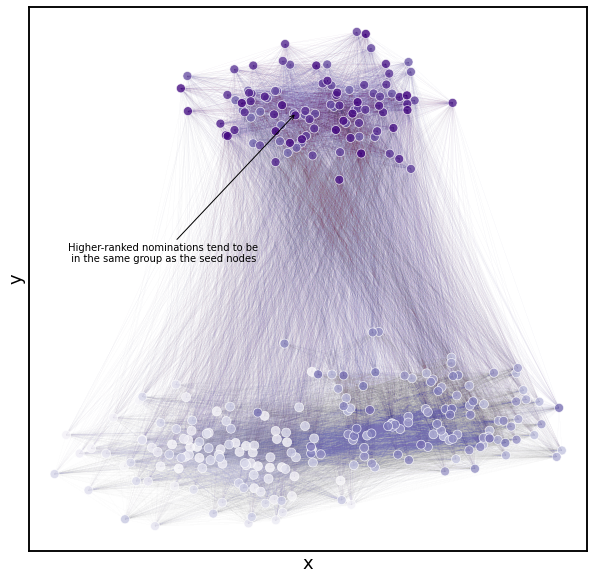 Higher-ranked nominations tend to be
in the same group as the seed nodes
y
x